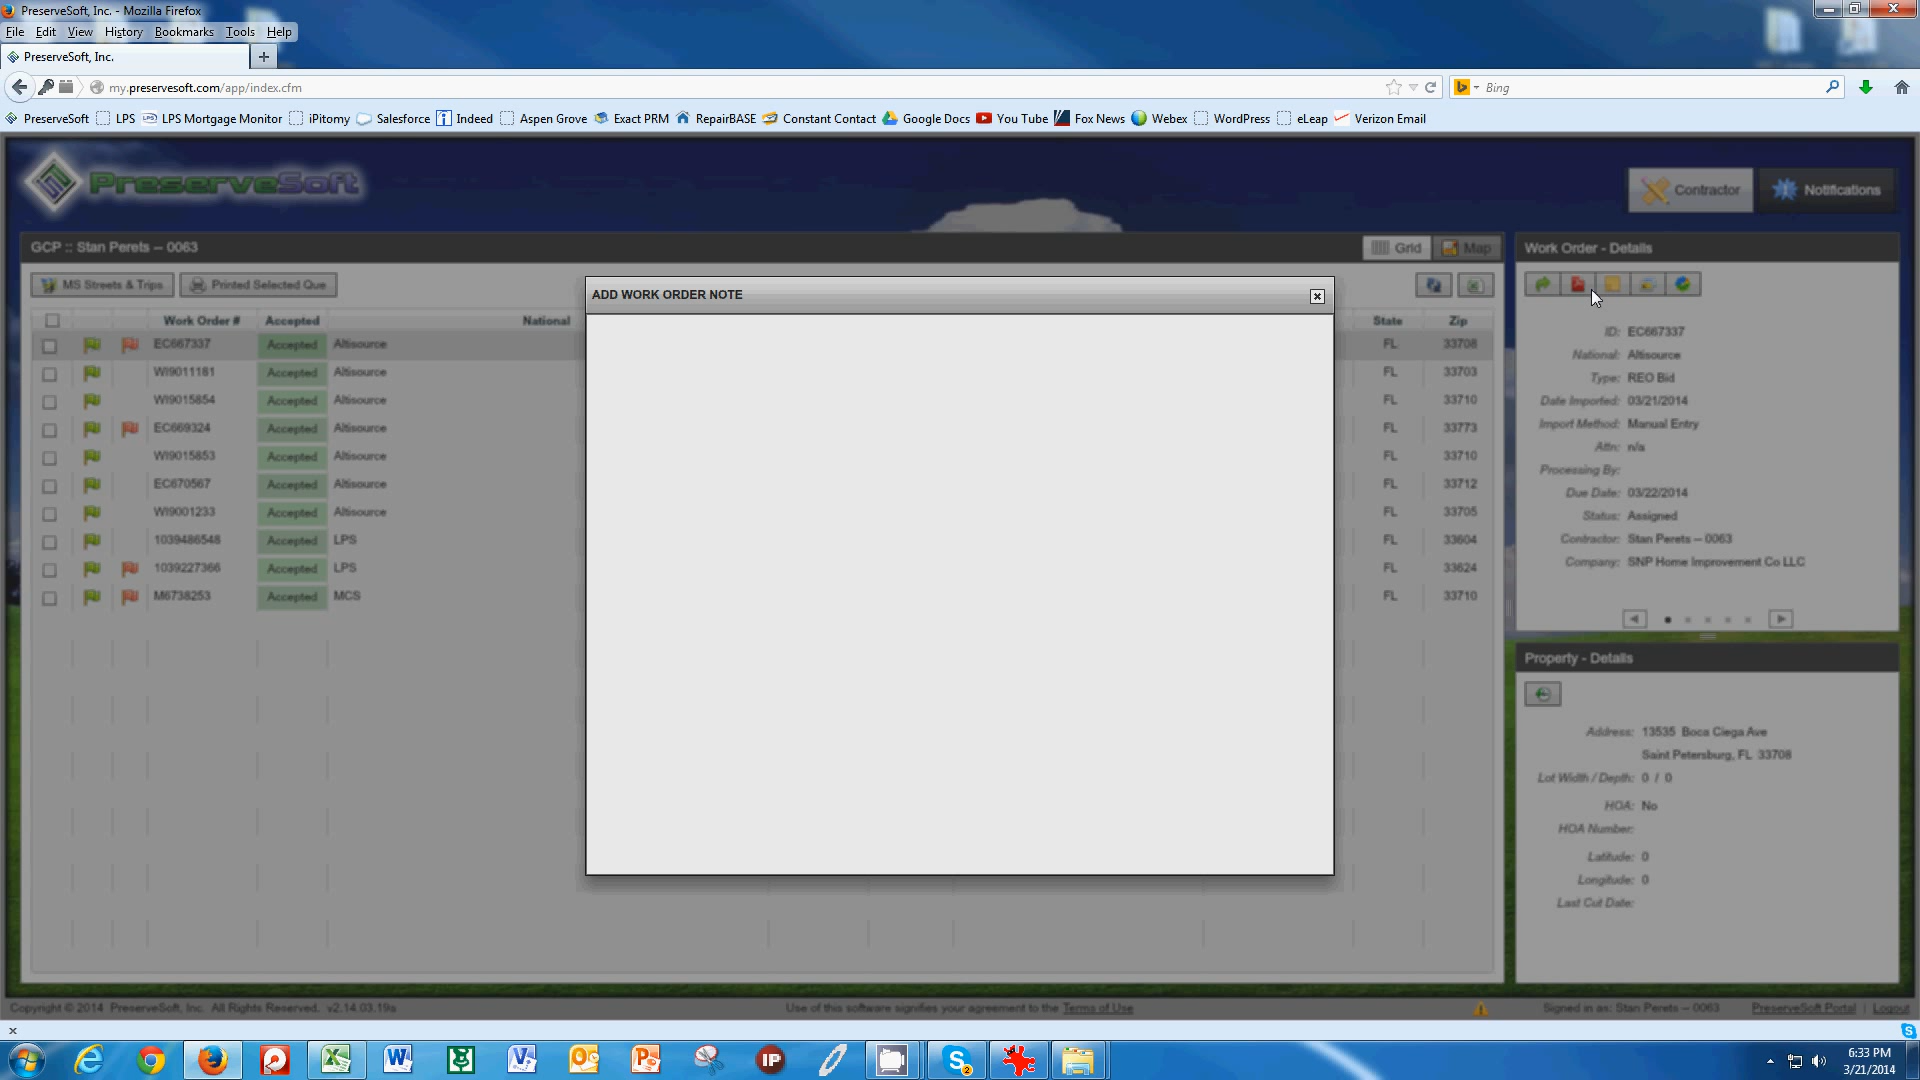 PreserveSoft, Inc. - Mozilla Firefox
File Edit View History Bookmarks Tools Help
PreserveSoft, Inc.
my.preservesoft.com/app/index.cfm
Bing
PreserveSoft LPS LPS Mortgage Monitor iPitomy Salesforce Indeed Aspen Grove Exact PRM RepairBASE Constant Contact Google Docs You Tube Fox News Webex WordPress eLeap Verizon Email
PreserveSoft
Contractor Notifications
GCP :: Stan Perets -- 0063
Grid Map
MS Streets & Trips Printed Selected Que
Work Order # Accepted National State Zip
EC667337 Accepted Altisource FL 33708
WI9011181 Accepted Altisource FL 33703
WI9015854 Accepted Altisource FL 33710
EC669324 Accepted Altisource FL 33773
WI9015853 Accepted Altisource FL 33710
EC670567 Accepted Altisource FL 33712
WI9001233 Accepted Altisource FL 33705
1039486548 Accepted LPS FL 33604
1039227366 Accepted LPS FL 33624
M6738253 Accepted MCS FL 33710
ADD WORK ORDER NOTE
Work Order - Details
ID: EC667337
National: Altisource
Type: REO Bid
Date Imported: 03/21/2014
Import Method: Manual Entry
Attn: n/a
Processing By:
Due Date: 03/22/2014
Status: Assigned
Contractor: Stan Perets -- 0063
Company: SNP Home Improvement Co LLC
Property - Details
Address: 13535 Boca Ciega Ave
Saint Petersburg, FL 33708
Lot Width / Depth: 0 / 0
HOA: No
HOA Number:
Latitude: 0
Longitude: 0
Last Cut Date:
Copyright © 2014 PreserveSoft, Inc. All Rights Reserved. v2.14.03.19a
Use of this software signifies your agreement to the Terms of Use
Signed in as: Stan Perets -- 0063 PreserveSoft Portal | Logout
6:33 PM
3/21/2014